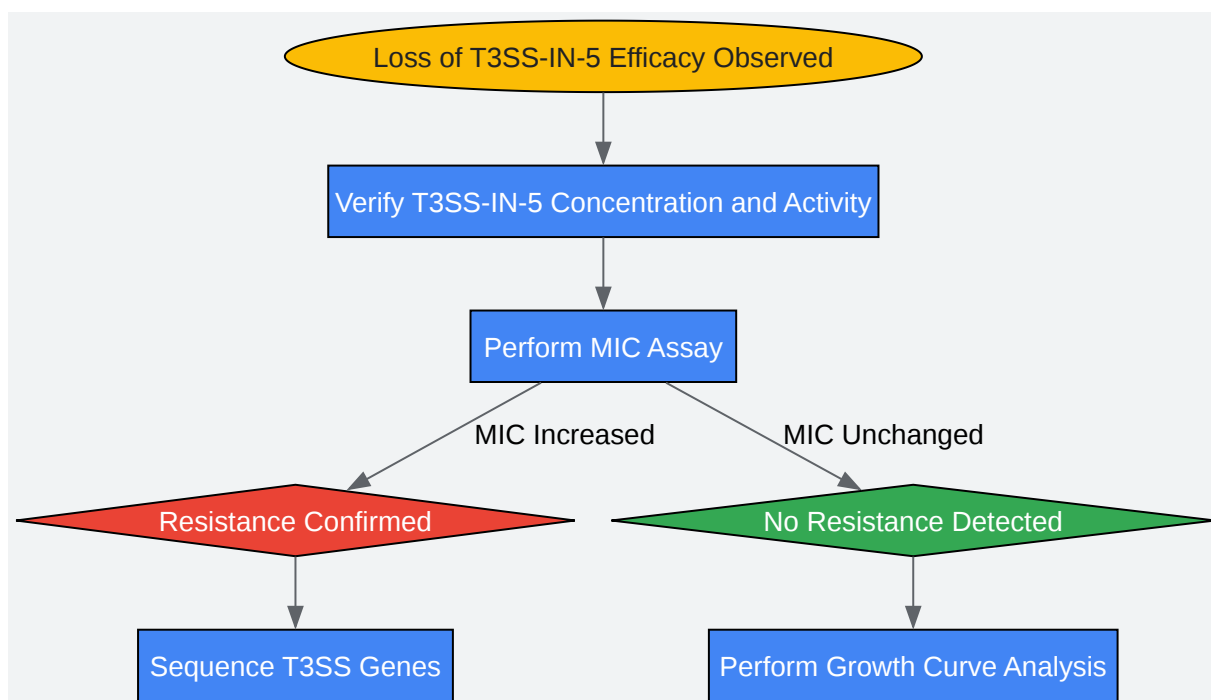 Loss of T3SS-IN-5 Efficacy Observed
Verify T3SS-IN-5 Concentration and Activity
Perform MIC Assay
MIC Increased
MIC Unchanged
Resistance Confirmed
No Resistance Detected
Sequence T3SS Genes
Perform Growth Curve Analysis